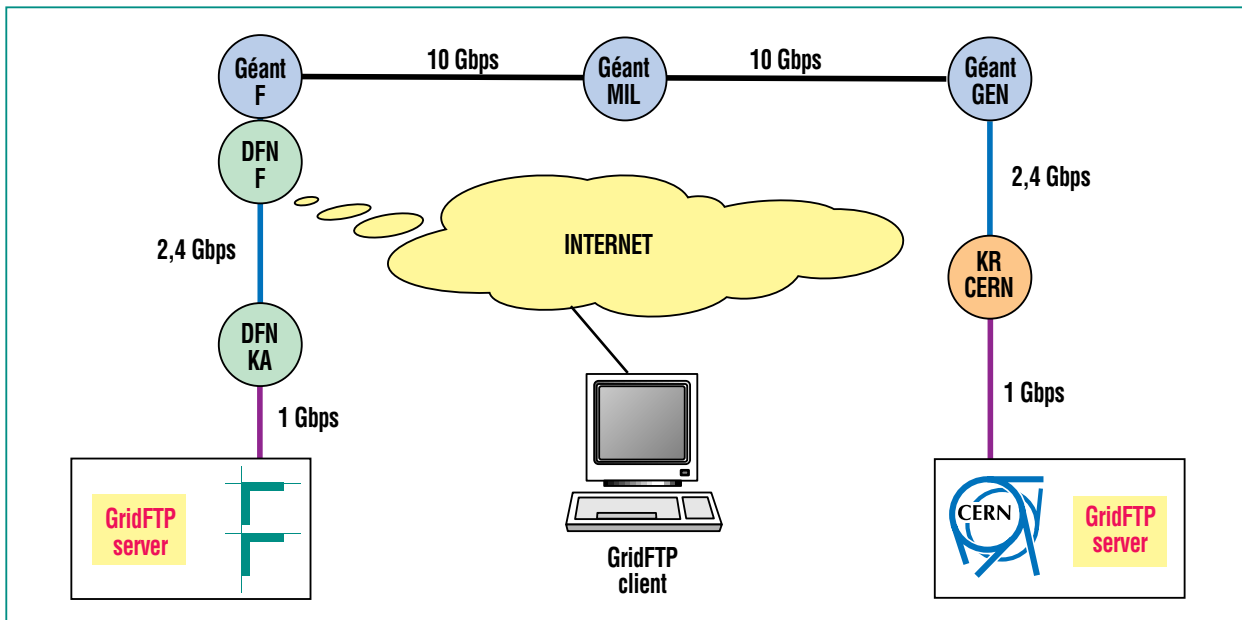 Géant
F
10 Gbps
Géant
MIL
10 Gbps
Géant
GEN
DFN
F
2,4 Gbps
INTERNET
2,4 Gbps
KR
CERN
DFN
KA
1 Gbps
1 Gbps
GridFTP
server
GridFTP
client
CERN
GridFTP
server